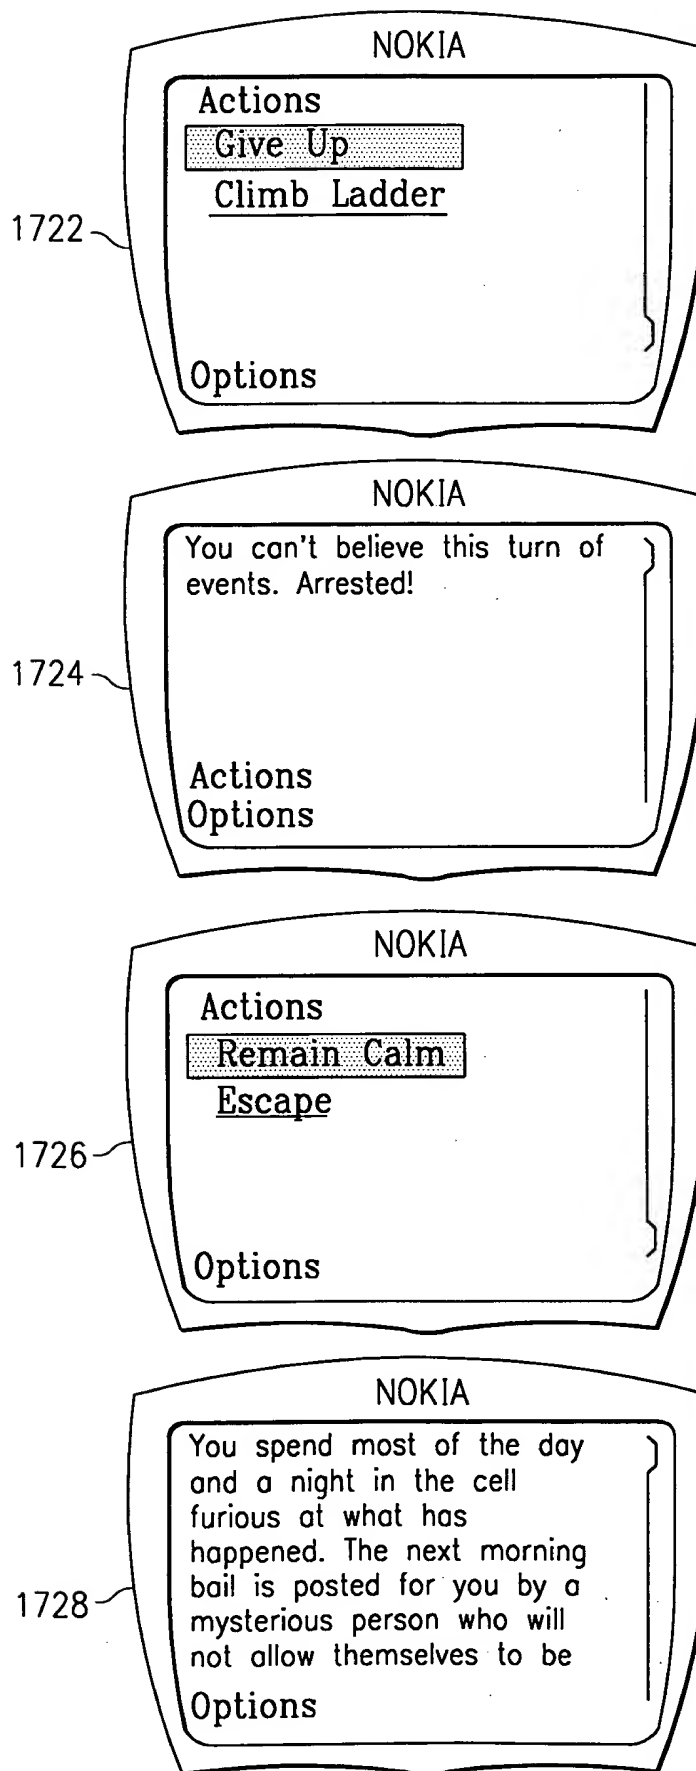 NOKIA
Actions
Give Up
Climb Ladder
1722
Options
NOKIA
You can't believe this turn of
events. Arrested!
1724
Actions
Options
NOKIA
Actions
Remain Calm
Escape
1726
Options
NOKIA
You spend most of the day
and a night in the cell
furious at what has
happened. The next morning
bail is posted for you by a
1728
mysterious person who will
not allow themselves to be
Options